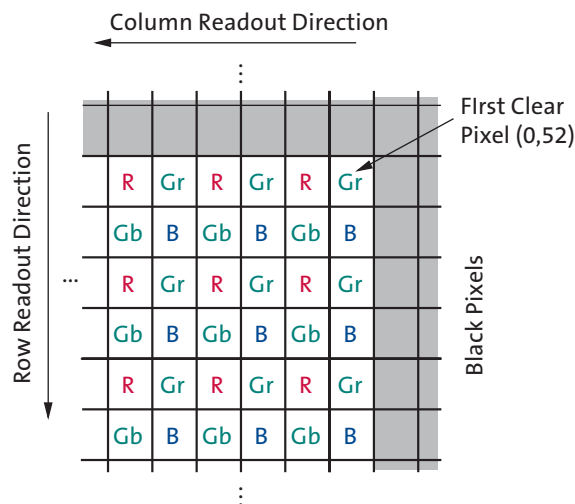 Column Readout Direction
...
FIrst Clear
Pixel (0,52)
R Gr R Gr R Gr
Gb B Gb B Gb B
R Gr R Gr R Gr
Gb B Gb B Gb B
R Gr R Gr R Gr
Gb B Gb B Gb B
Row Readout Direction
...
Black Pixels
...